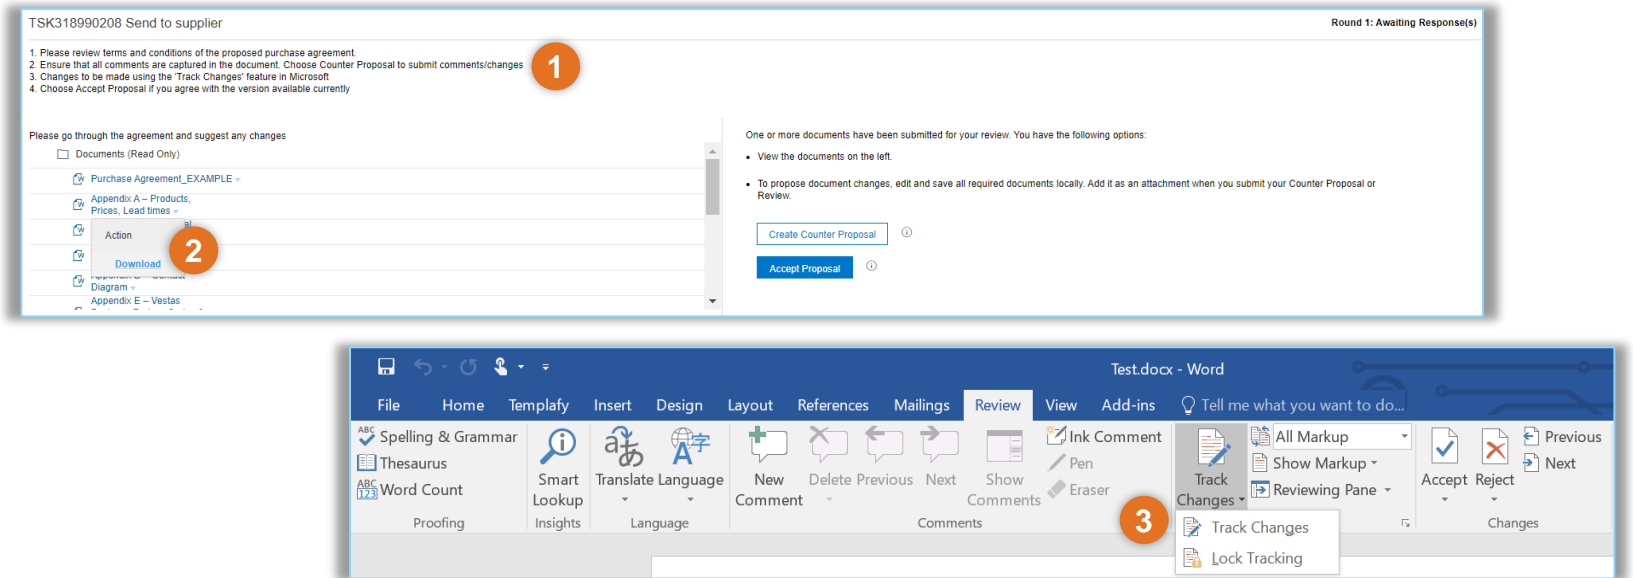 TSK318990208 Send to supplier
Round 1: Awaiting Response(s)
1. Please review terms and conditions of the proposed purchase agreement.
2. Ensure that all comments are captured in the document. Choose Counter Proposal to submit comments/changes
3. Changes to be made using the 'Track Changes' feature in Microsoft
4. Choose Accept Proposal if you agree with the version available currently
1
Please go through the agreement and suggest any changes
Documents (Read Only)
Purchase Agreement_EXAMPLE
Appendix A – Products,
Prices, Lead times
Action
Download
2
Diagram
Appendix E – Vestas
One or more documents have been submitted for your review. You have the following options:
• View the documents on the left.
• To propose document changes, edit and save all required documents locally. Add it as an attachment when you submit your Counter Proposal or
Review.
Create Counter Proposal
Accept Proposal
Test.docx - Word
File Home Templafy Insert Design Layout References Mailings Review View Add-ins Tell me what you want to do...
ABC Spelling & Grammar
Thesaurus
ABC 123 Word Count
Proofing
Smart
Lookup
Insights
Translate Language
Language
New
Comment
Delete Previous Next
Show
Comments
Comments
Ink Comment
Pen
Eraser
Track
Changes
All Markup
Show Markup
Reviewing Pane
Accept Reject
Previous
Next
Changes
3
Track Changes
Lock Tracking